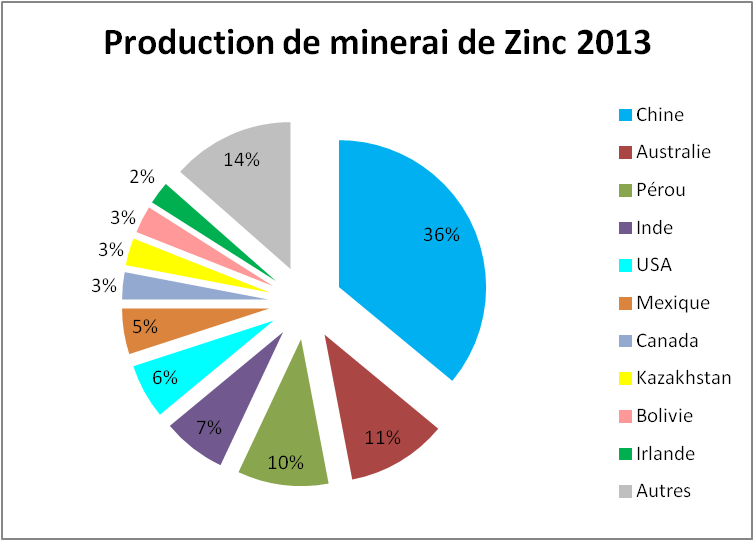 Production de minerai de Zinc 2013
36%
11%
10%
7%
6%
5%
3%
3%
3%
2%
14%
Chine
Australie
Pérou
Inde
USA
Mexique
Canada
Kazakhstan
Bolivie
Irlande
Autres